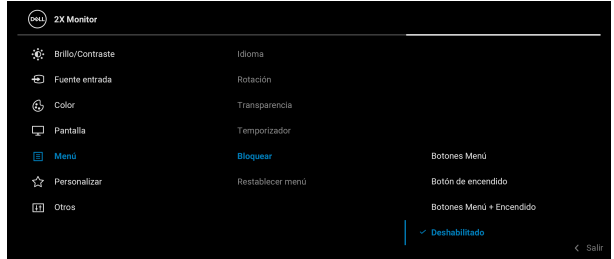 DELL 2X Monitor
Brillo/Contraste Idioma
Fuente entrada Rotación
Color Transparencia
Pantalla Temporizador
Menú Bloquear Botones Menú
Personalizar Restablecer menú Botón de encendido
Otros Botones Menú + Encendido
Deshabilitado
Salir